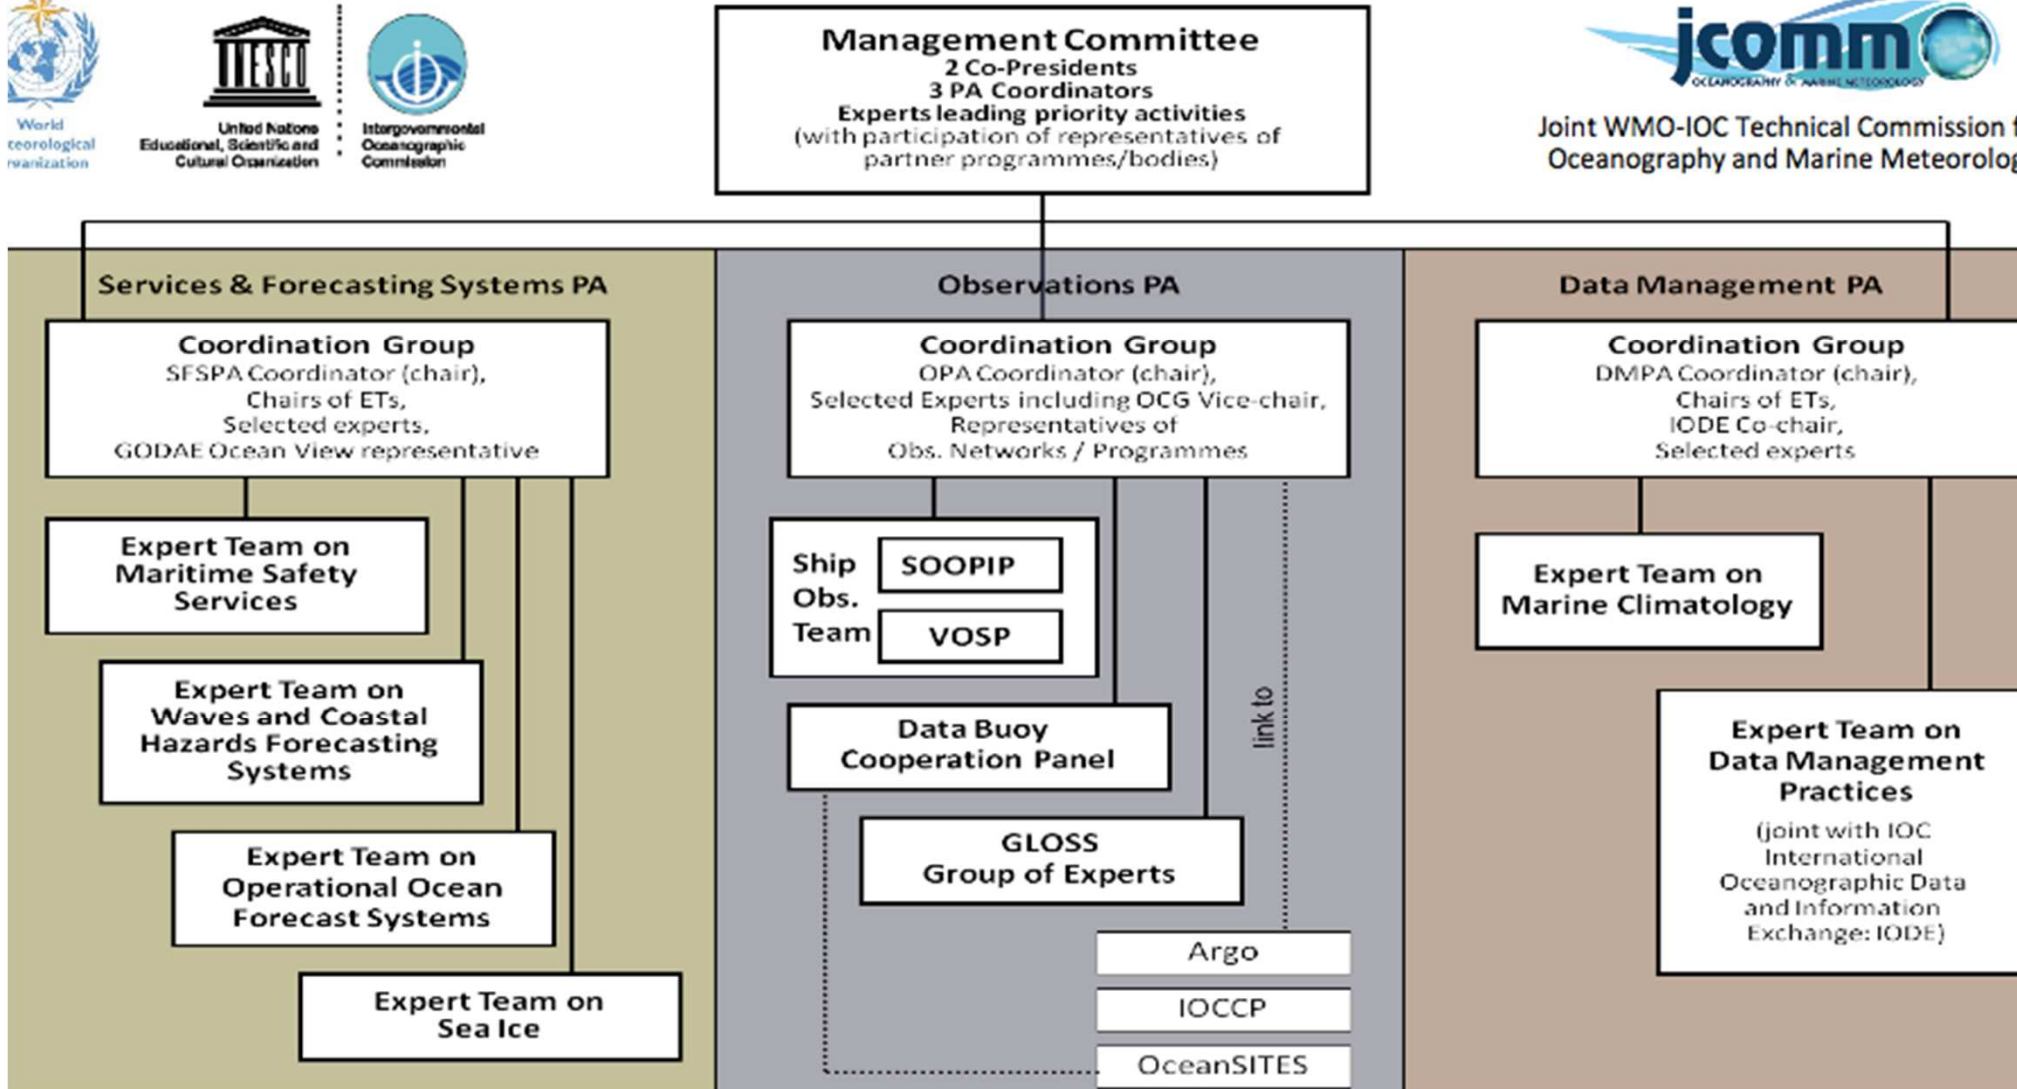 World
eteorological
rganization
UNESCO
United Nations
Educational, Scientific and
Cultural Organization
Intergovernmental
Oceanographic
Commission
Management Committee
2 Co-Presidents
3 PA Coordinators
Experts leading priority activities
(with participation of representatives of
partner programmes/bodies)
jcomm
OCEANOGRAPHY & MARINE METEOROLOGY
Joint WMO-IOC Technical Commission f
Oceanography and Marine Meteorolog
Services & Forecasting Systems PA
Coordination Group
SFSPA Coordinator (chair),
Chairs of ETs,
Selected experts,
GODAE Ocean View representative
Expert Team on
Maritime Safety
Services
Expert Team on
Waves and Coastal
Hazards Forecasting
Systems
Expert Team on
Operational Ocean
Forecast Systems
Expert Team on
Sea Ice
Observations PA
Coordination Group
OPA Coordinator (chair),
Selected Experts including OCG Vice-chair,
Representatives of
Obs. Networks / Programmes
Ship
Obs.
Team
SOOPIP
VOSP
Data Buoy
Cooperation Panel
GLOSS
Group of Experts
link to
Argo
IOCCP
OceanSITES
Data Management PA
Coordination Group
DMPA Coordinator (chair),
Chairs of ETs,
IODE Co-chair,
Selected experts
Expert Team on
Marine Climatology
Expert Team on
Data Management
Practices
(joint with IOC
International
Oceanographic Data
and Information
Exchange: IODE)